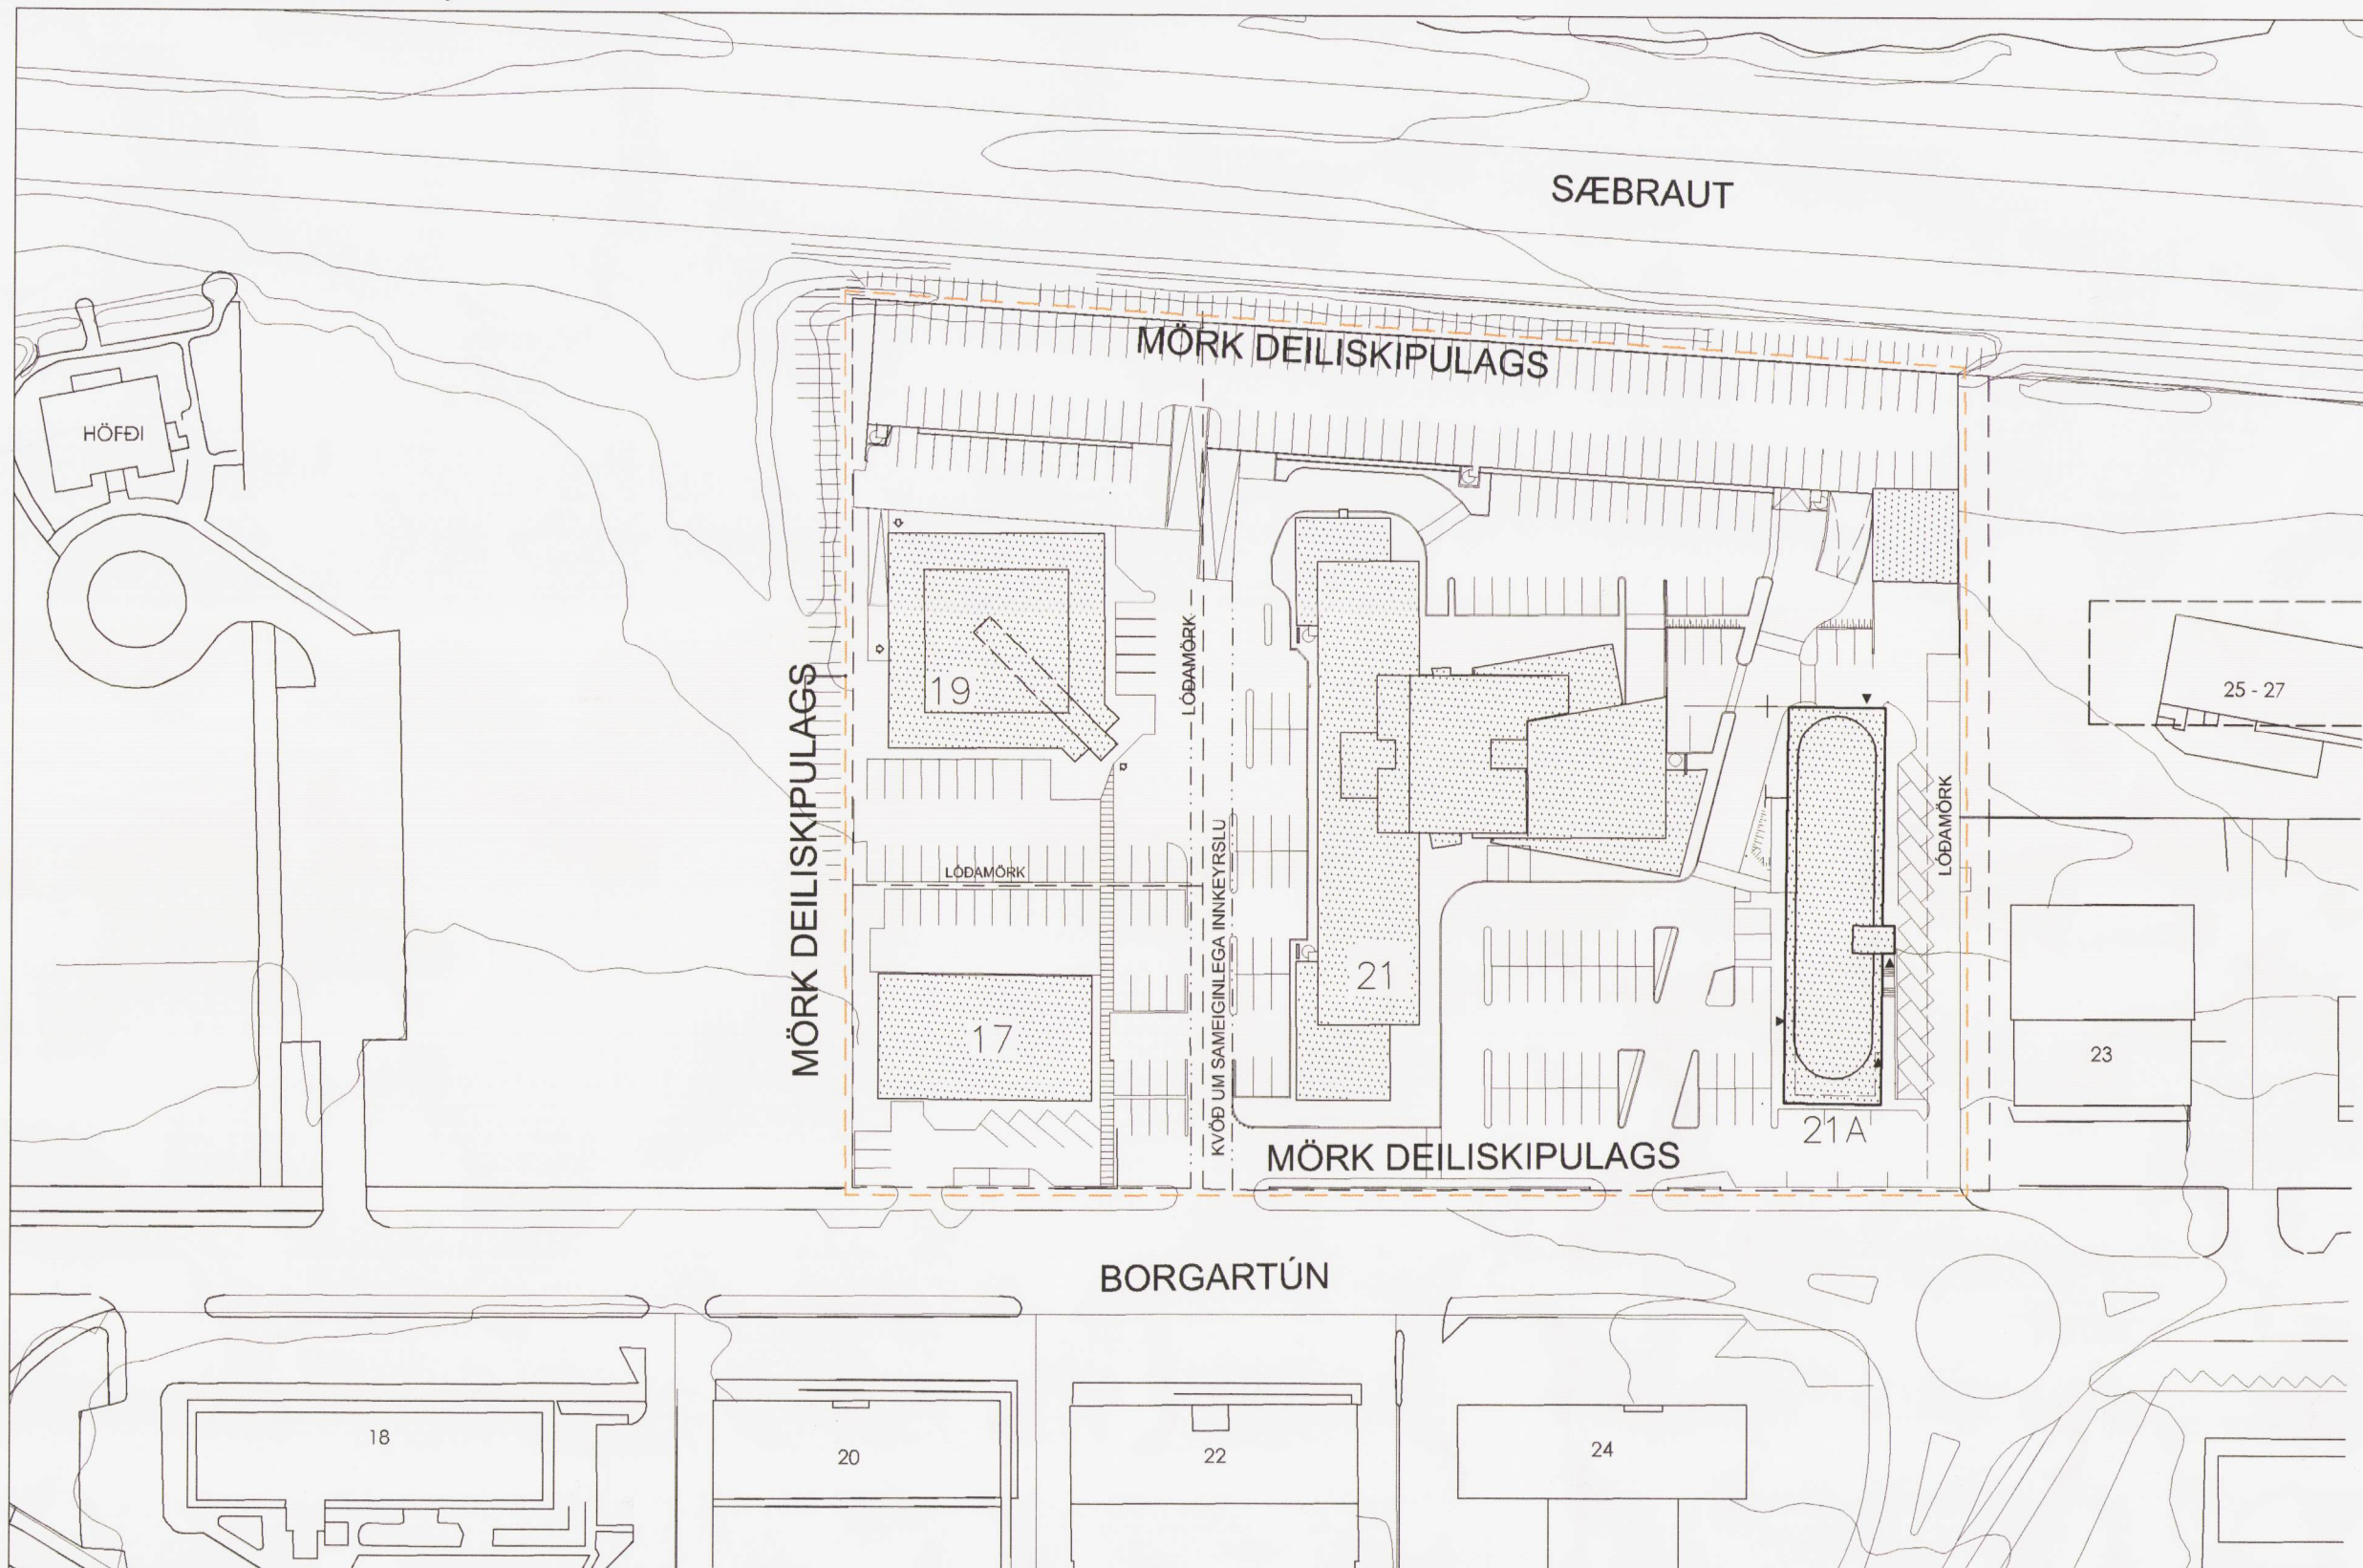 SÆBRAUT
MÖRK DEILISKIPULAGS
HÖFÐI
19
LÓÐAMÖRK
MÖRK DEILISKIPULAGS
25 - 27
LÓÐAMÖRK
LÓÐAMÖRK
KVÖÐ UM SAMEIGINLEGA INNKEYRSLU
21
17
23
21A
MÖRK DEILISKIPULAGS
BORGARTÚN
18
20
22
24